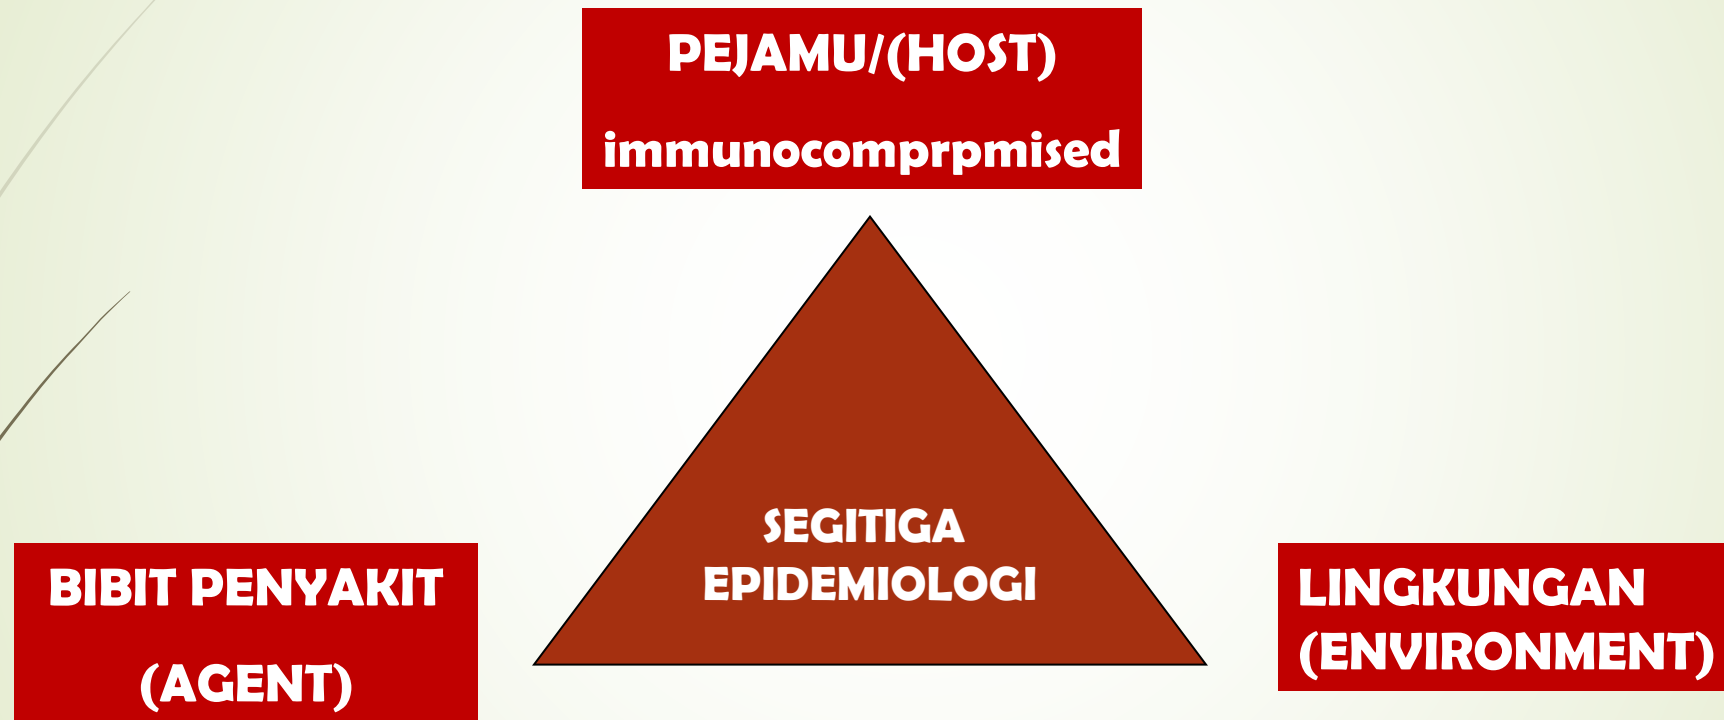 PEJAMU/(HOST)
immunocomprpmised
SEGITIGA
EPIDEMIOLOGI
BIBIT PENYAKIT
(AGENT)
LINGKUNGAN
(ENVIRONMENT)